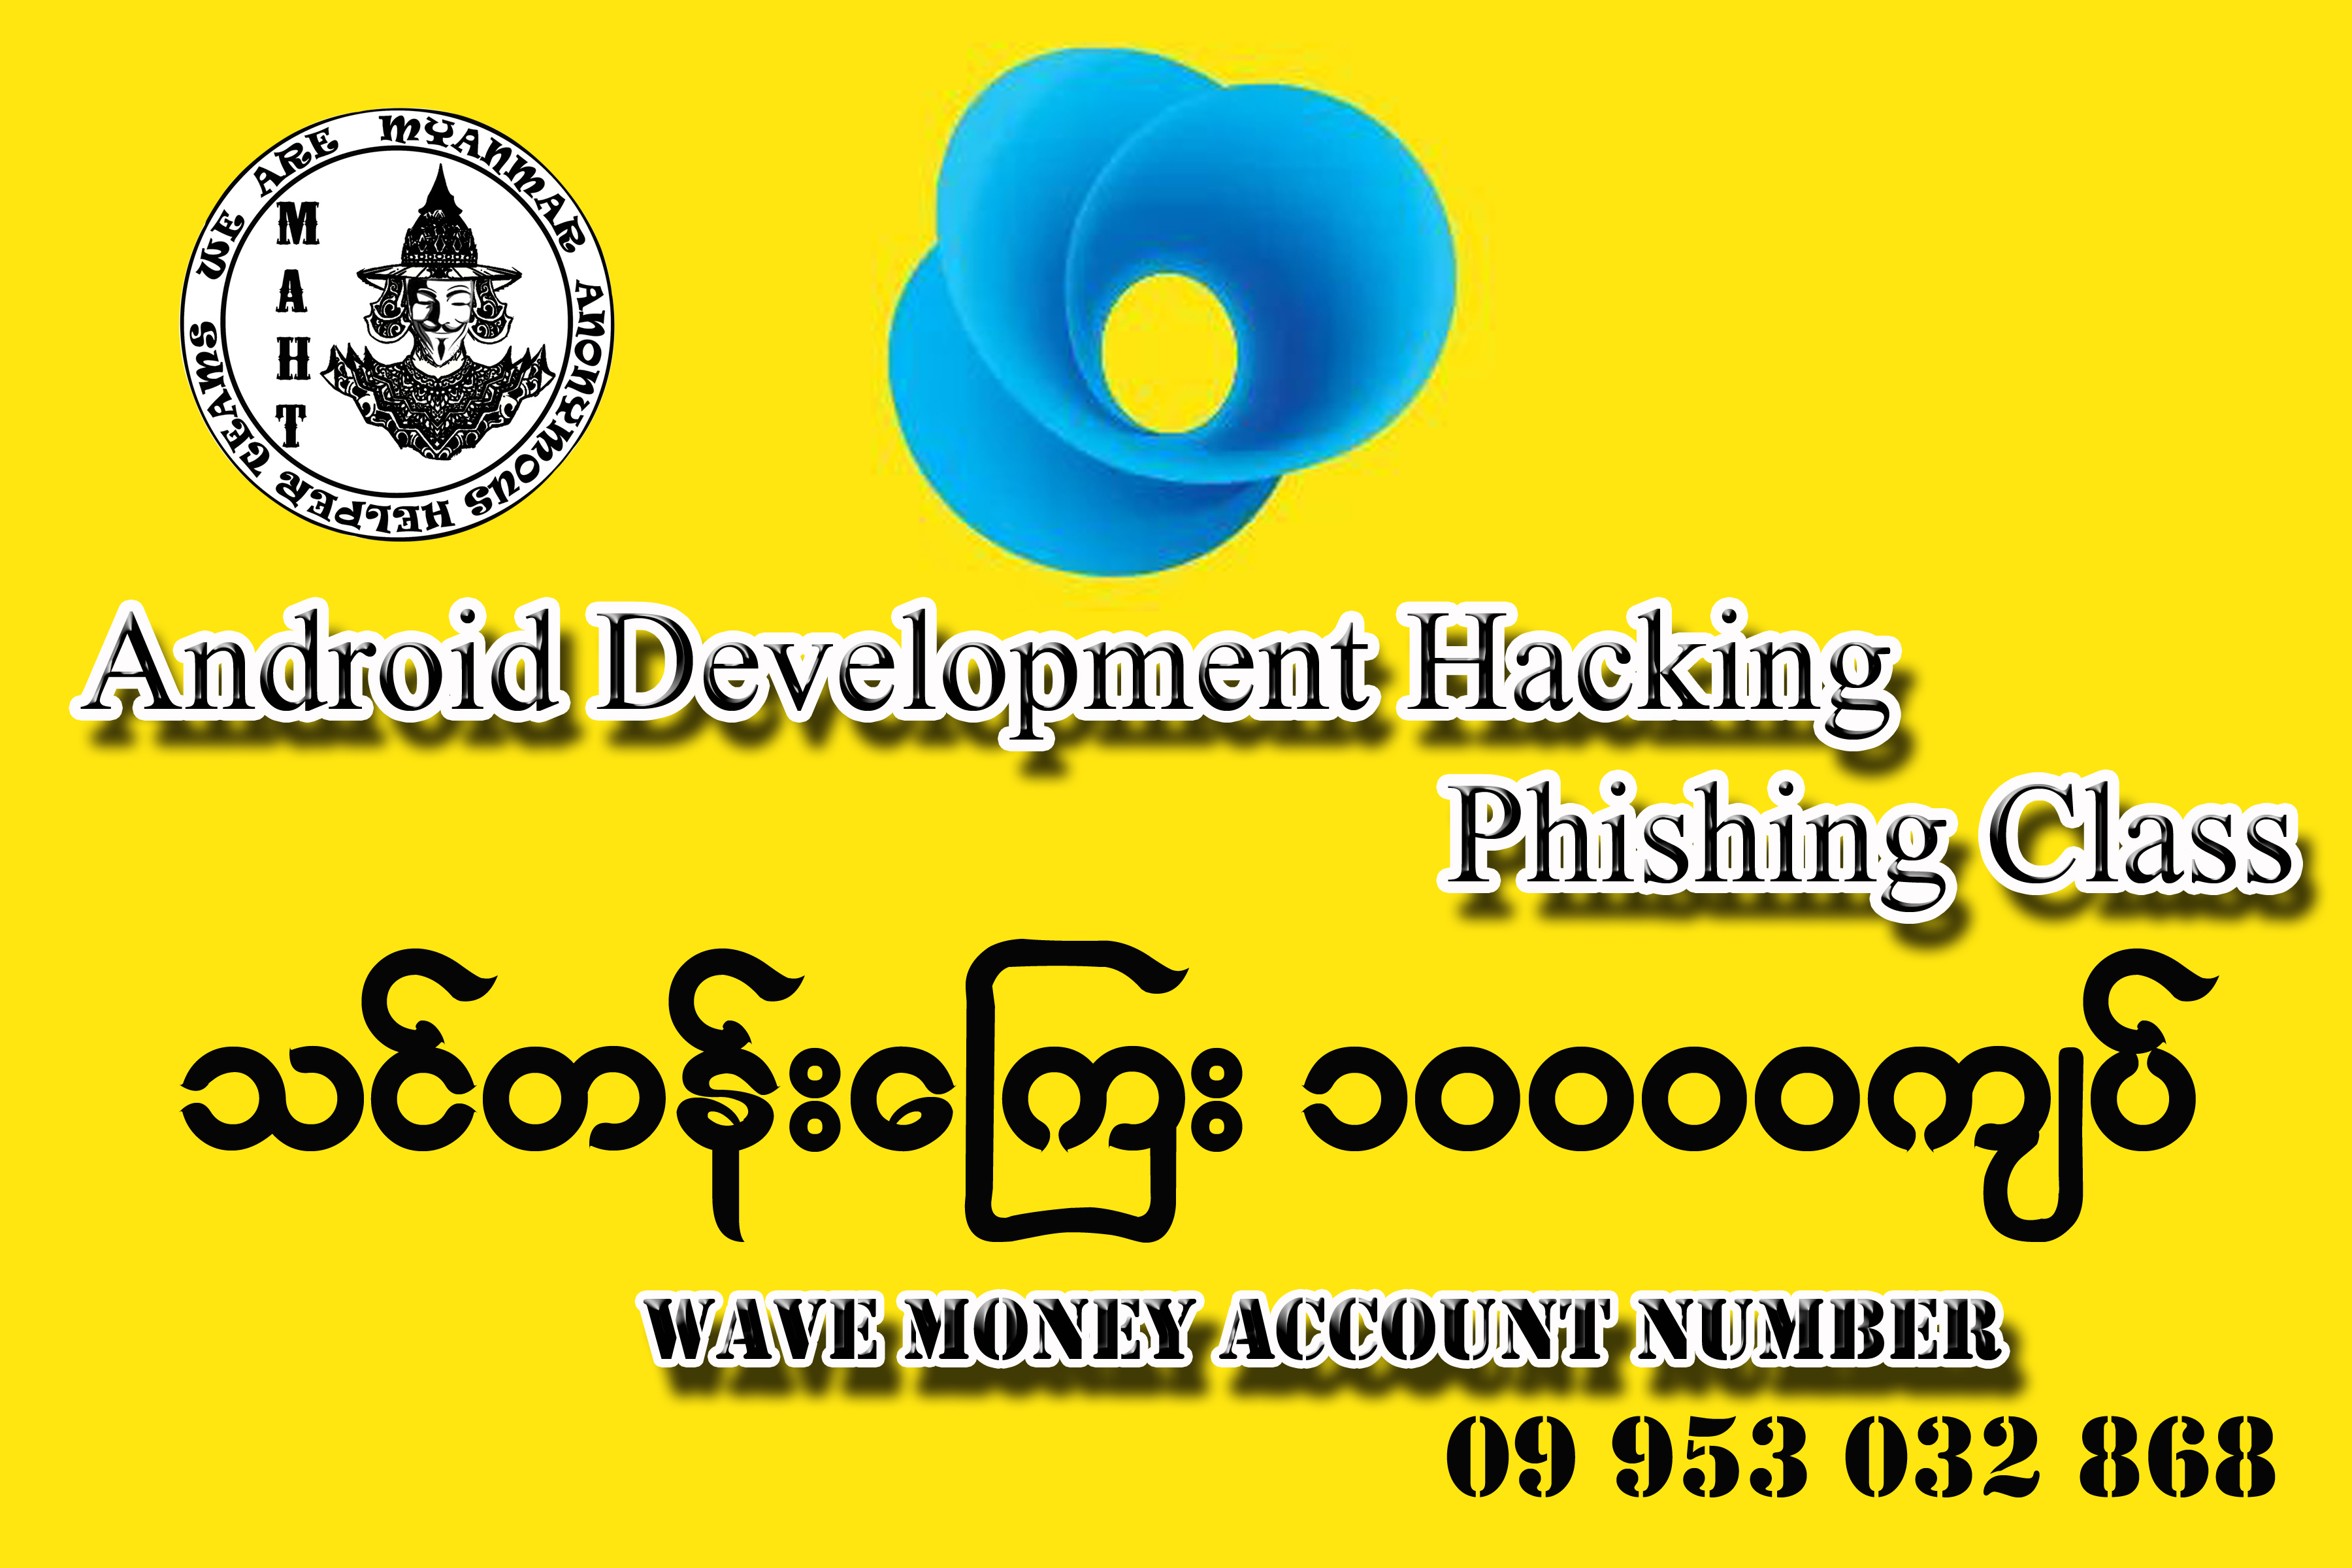 WE ARE MYANMAR ANONYMOUS HELPER TEAMS
MAHT
Android Development Hacking
Phishing Class
သင်တန်းကြေး ၁၀၀၀၀ကျပ်
WAVE MONEY ACCOUNT NUMBER
09 953 032 868